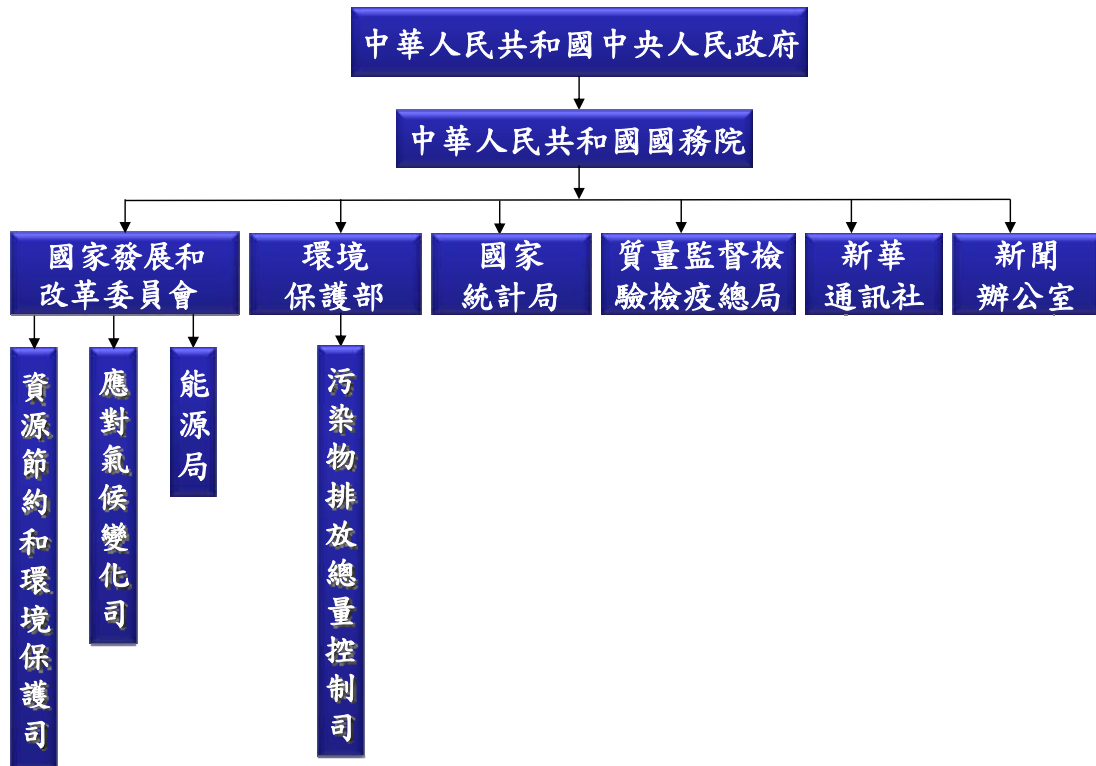 中華人民共和國中央人民政府
中華人民共和國國務院
國家發展和
改革委員會
環境
保護部
國家
統計局
質量監督檢
驗檢疫總局
新華
通訊社
新聞
辦公室
資源節約和環境保護司
應對氣候變化司
能源局
污染物排放總量控制司